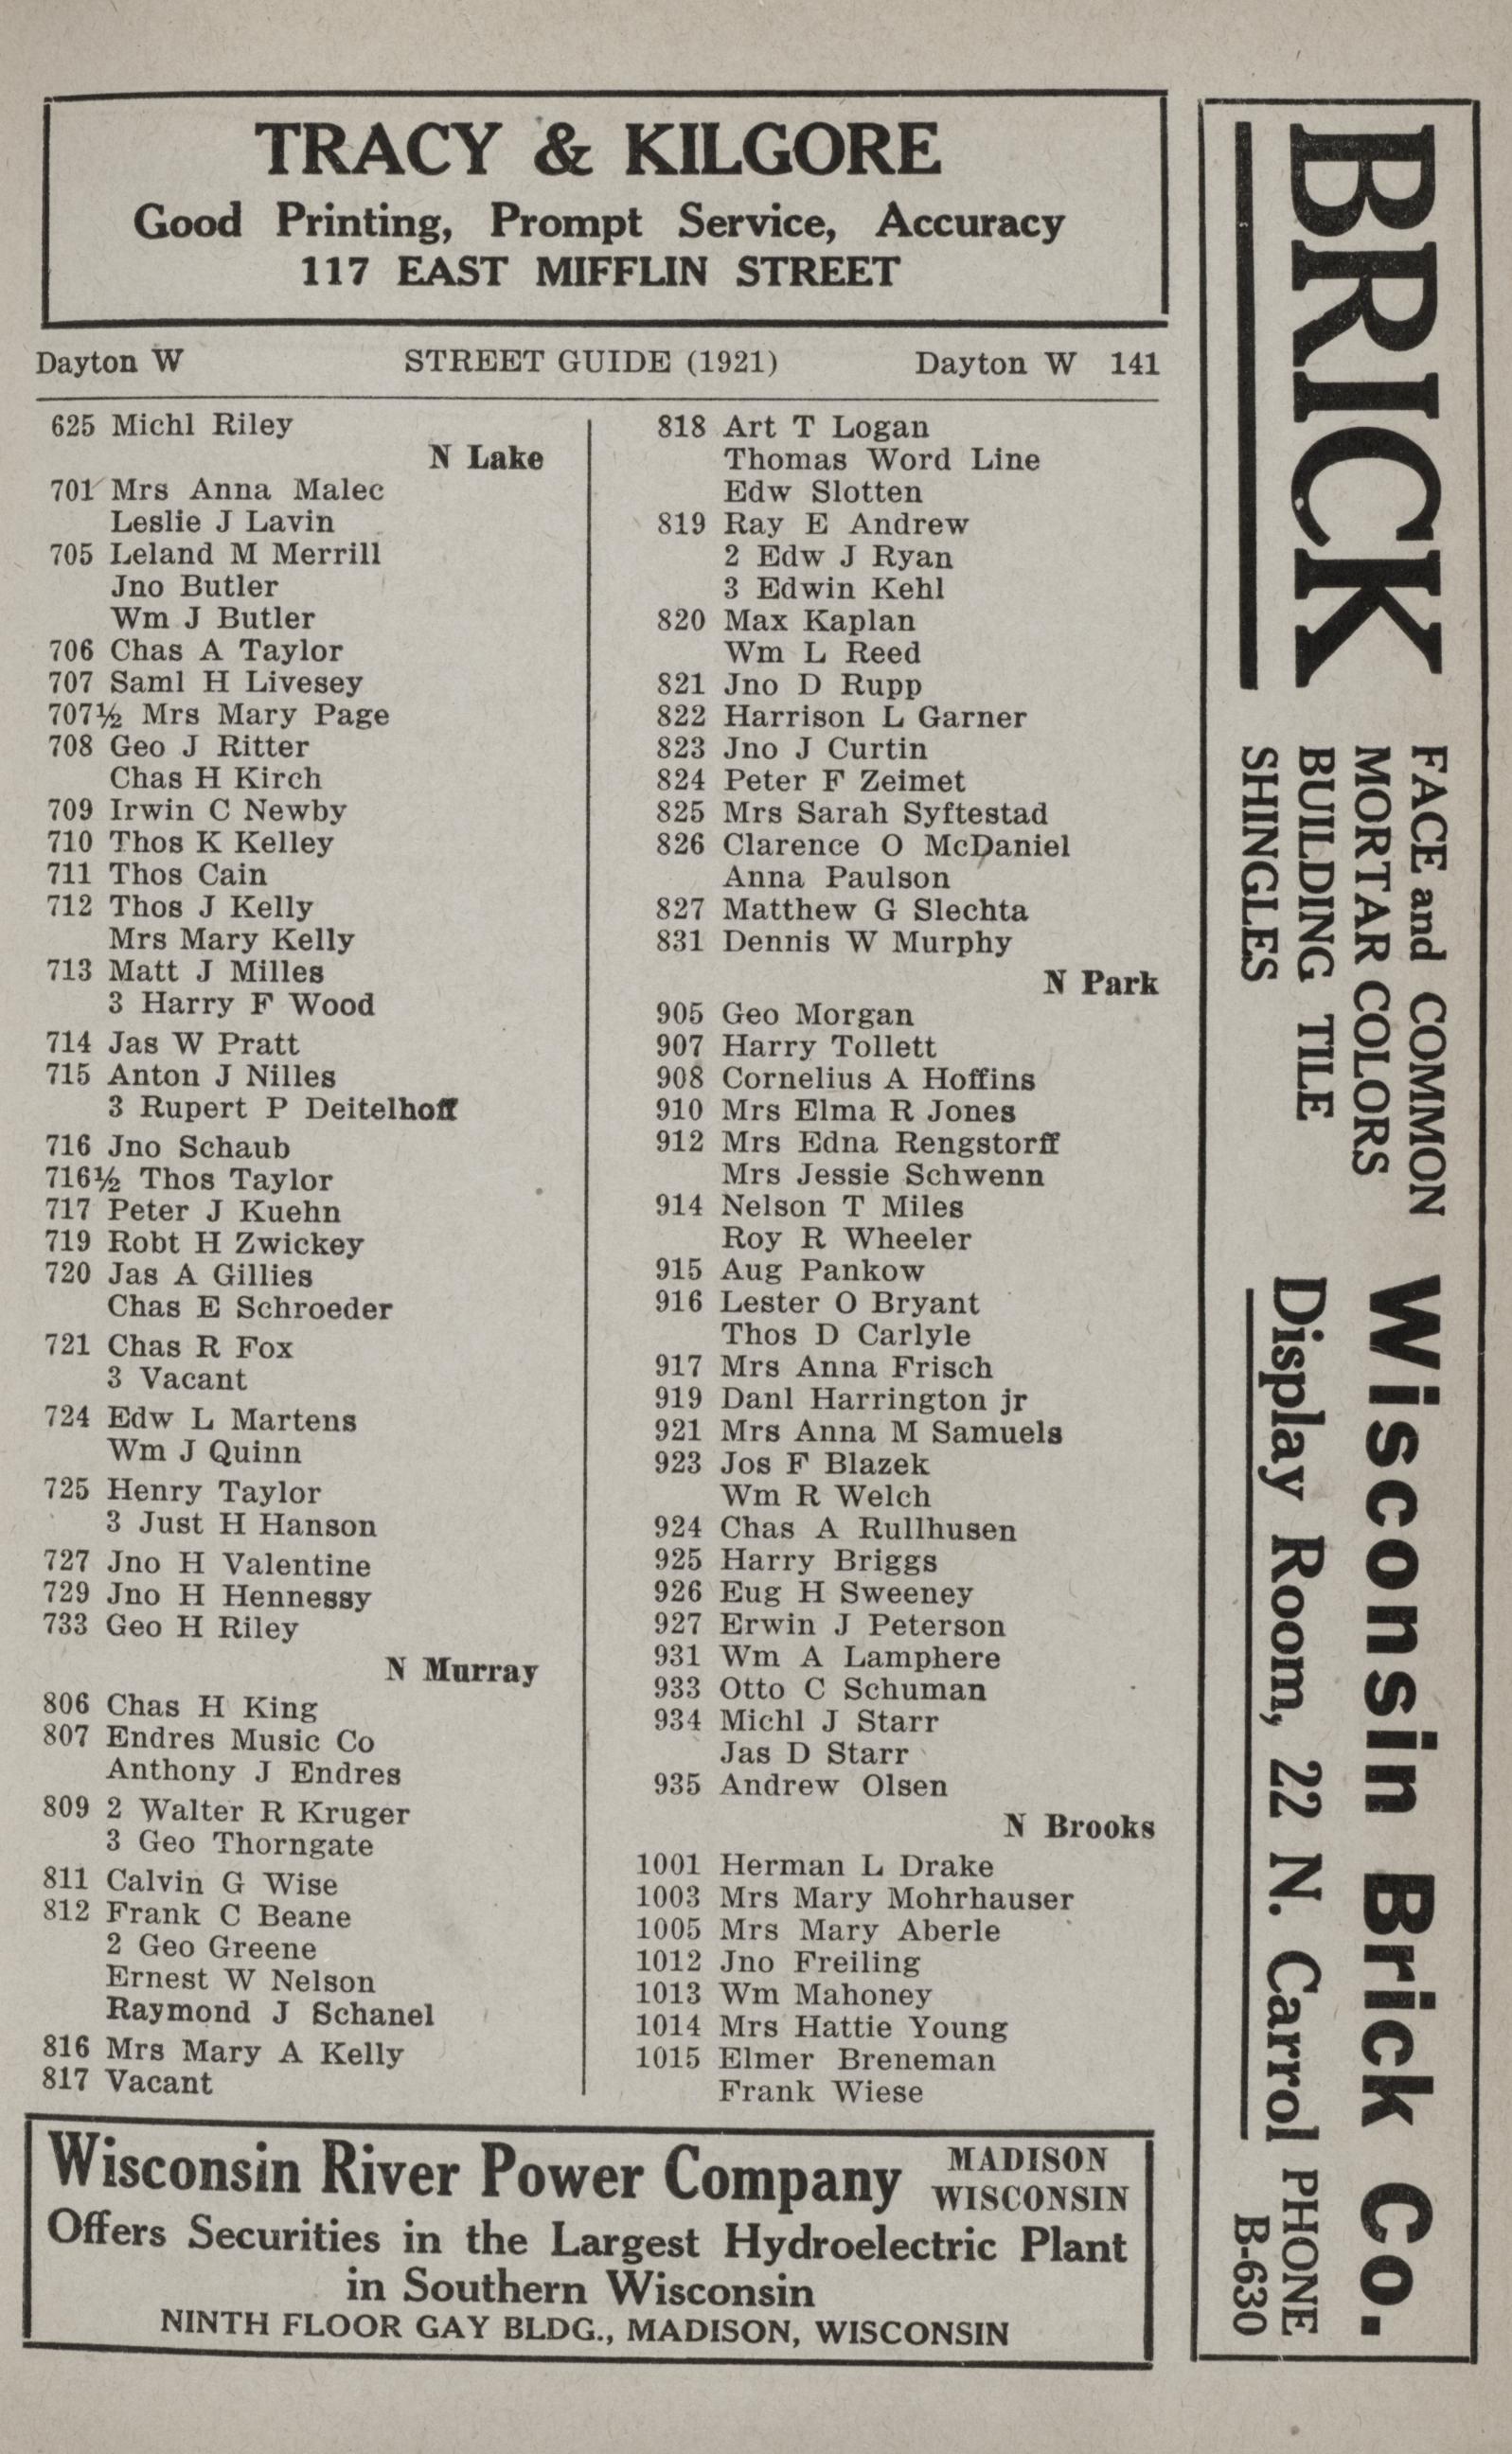 TRACY & KILGORE
Good Printing, Prompt Service, Accuracy
117 EAST MIFFLIN STREET
Dayton W STREET GUIDE (1921) Dayton W 141
625 Michl Riley
N Lake
701 Mrs Anna Malec
Leslie J Lavin
705 Leland M Merrill
Jno Butler
Wm J Butler
706 Chas A Taylor
707 Saml H Livesey
707½ Mrs Mary Page
708 Geo J Ritter
Chas H Kirch
709 Irwin C Newby
710 Thos K Kelley
711 Thos Cain
712 Thos J Kelly
Mrs Mary Kelly
713 Matt J Milles
3 Harry F Wood
714 Jas W Pratt
715 Anton J Nilles
3 Rupert P Deitelhoff
716 Jno Schaub
716½ Thos Taylor
717 Peter J Kuehn
719 Robt H Zwickey
720 Jas A Gillies
Chas E Schroeder
721 Chas R Fox
3 Vacant
724 Edw L Martens
Wm J Quinn
725 Henry Taylor
3 Just H Hanson
727 Jno H Valentine
729 Jno H Hennessy
733 Geo H Riley
N Murray
806 Chas H King
807 Endres Music Co
Anthony J Endres
809 2 Walter R Kruger
3 Geo Thorngate
811 Calvin G Wise
812 Frank C Beane
2 Geo Greene
Ernest W Nelson
Raymond J Schanel
816 Mrs Mary A Kelly
817 Vacant
818 Art T Logan
Thomas Word Line
Edw Slotten
819 Ray E Andrew
2 Edw J Ryan
3 Edwin Kehl
820 Max Kaplan
Wm L Reed
821 Jno D Rupp
822 Harrison L Garner
823 Jno J Curtin
824 Peter F Zeimet
825 Mrs Sarah Syftestad
826 Clarence O McDaniel
Anna Paulson
827 Matthew G Slechta
831 Dennis W Murphy
N Park
905 Geo Morgan
907 Harry Tollett
908 Cornelius A Hoffins
910 Mrs Elma R Jones
912 Mrs Edna Rengstorff
Mrs Jessie Schwenn
914 Nelson T Miles
Roy R Wheeler
915 Aug Pankow
916 Lester O Bryant
Thos D Carlyle
917 Mrs Anna Frisch
919 Danl Harrington jr
921 Mrs Anna M Samuels
923 Jos F Blazek
Wm R Welch
924 Chas A Rullhusen
925 Harry Briggs
926 Eug H Sweeney
927 Erwin J Peterson
931 Wm A Lamphere
933 Otto C Schuman
934 Michl J Starr
Jas D Starr
935 Andrew Olsen
N Brooks
1001 Herman L Drake
1003 Mrs Mary Mohrhauser
1005 Mrs Mary Aberle
1012 Jno Freiling
1013 Wm Mahoney
1014 Mrs Hattie Young
1015 Elmer Breneman
Frank Wiese
Wisconsin River Power Company MADISON WISCONSIN
Offers Securities in the Largest Hydroelectric Plant
in Southern Wisconsin
NINTH FLOOR GAY BLDG., MADISON, WISCONSIN
BRICK
FACE and COMMON
MORTAR COLORS
BUILDING TILE
SHINGLES
Wisconsin Brick Co.
Display Room, 22 N. Carrol PHONE B-630